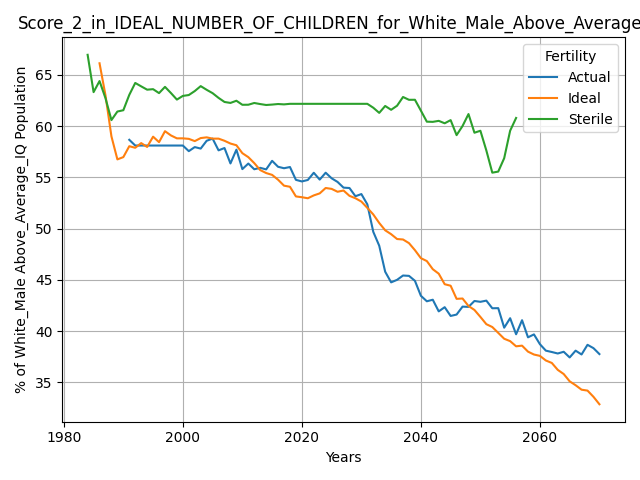 Score_2_in_IDEAL_NUMBER_OF_CHILDREN_for_White_Male_Above_Average
Fertility
Actual
Ideal
Sterile
% of White_Male Above_Average_IQ Population
65
60
55
50
45
40
35
1980
2000
2020
2040
2060
Years